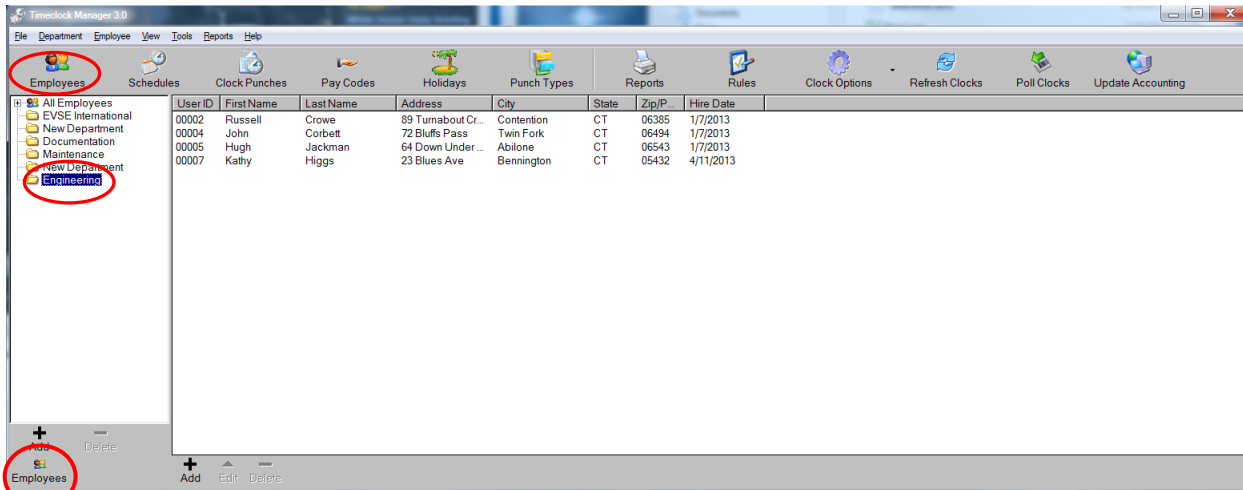 Timeclock Manager 3.0
File Department Employee View Tools Reports Help
Employees Schedules Clock Punches Pay Codes Holidays Punch Types Reports Rules Clock Options Refresh Clocks Poll Clocks Update Accounting
All Employees
EVSE International
New Department
Documentation
Maintenance
New Department
Engineering
User ID First Name Last Name Address City State Zip/P... Hire Date
00002 Russell Crowe 89 Turnabout Cr... Contention CT 06385 1/7/2013
00004 John Corbett 72 Bluffs Pass Twin Fork CT 06494 1/7/2013
00005 Hugh Jackman 64 Down Under ... Abilone CT 06543 1/7/2013
00007 Kathy Higgs 23 Blues Ave Bennington CT 05432 4/11/2013
Add Delete
Employees
Add Edit Delete